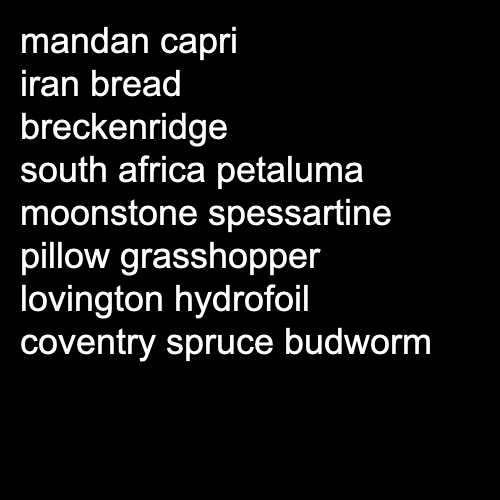 mandan capri
iran bread
breckenridge
south africa petaluma
moonstone spessartine
pillow grasshopper
lovington hydrofoil
coventry spruce budworm